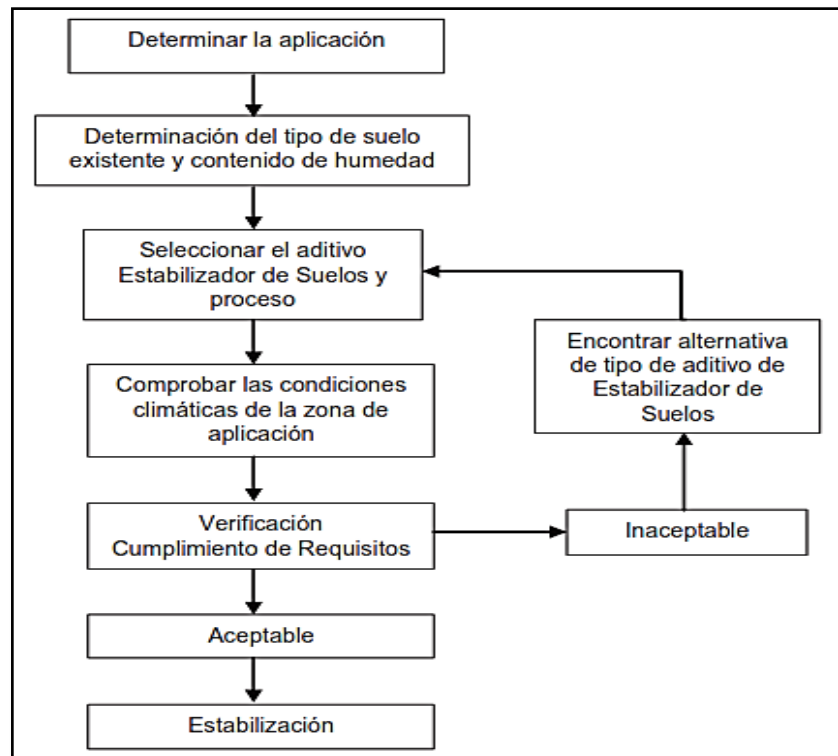 Determinar la aplicación
Determinación del tipo de suelo
existente y contenido de humedad
Seleccionar el aditivo
Estabilizador de Suelos y
proceso
Comprobar las condiciones
climáticas de la zona de
aplicación
Verificación
Cumplimiento de Requisitos
Aceptable
Estabilización
Encontrar alternativa
de tipo de aditivo de
Estabilizador de
Suelos
Inaceptable